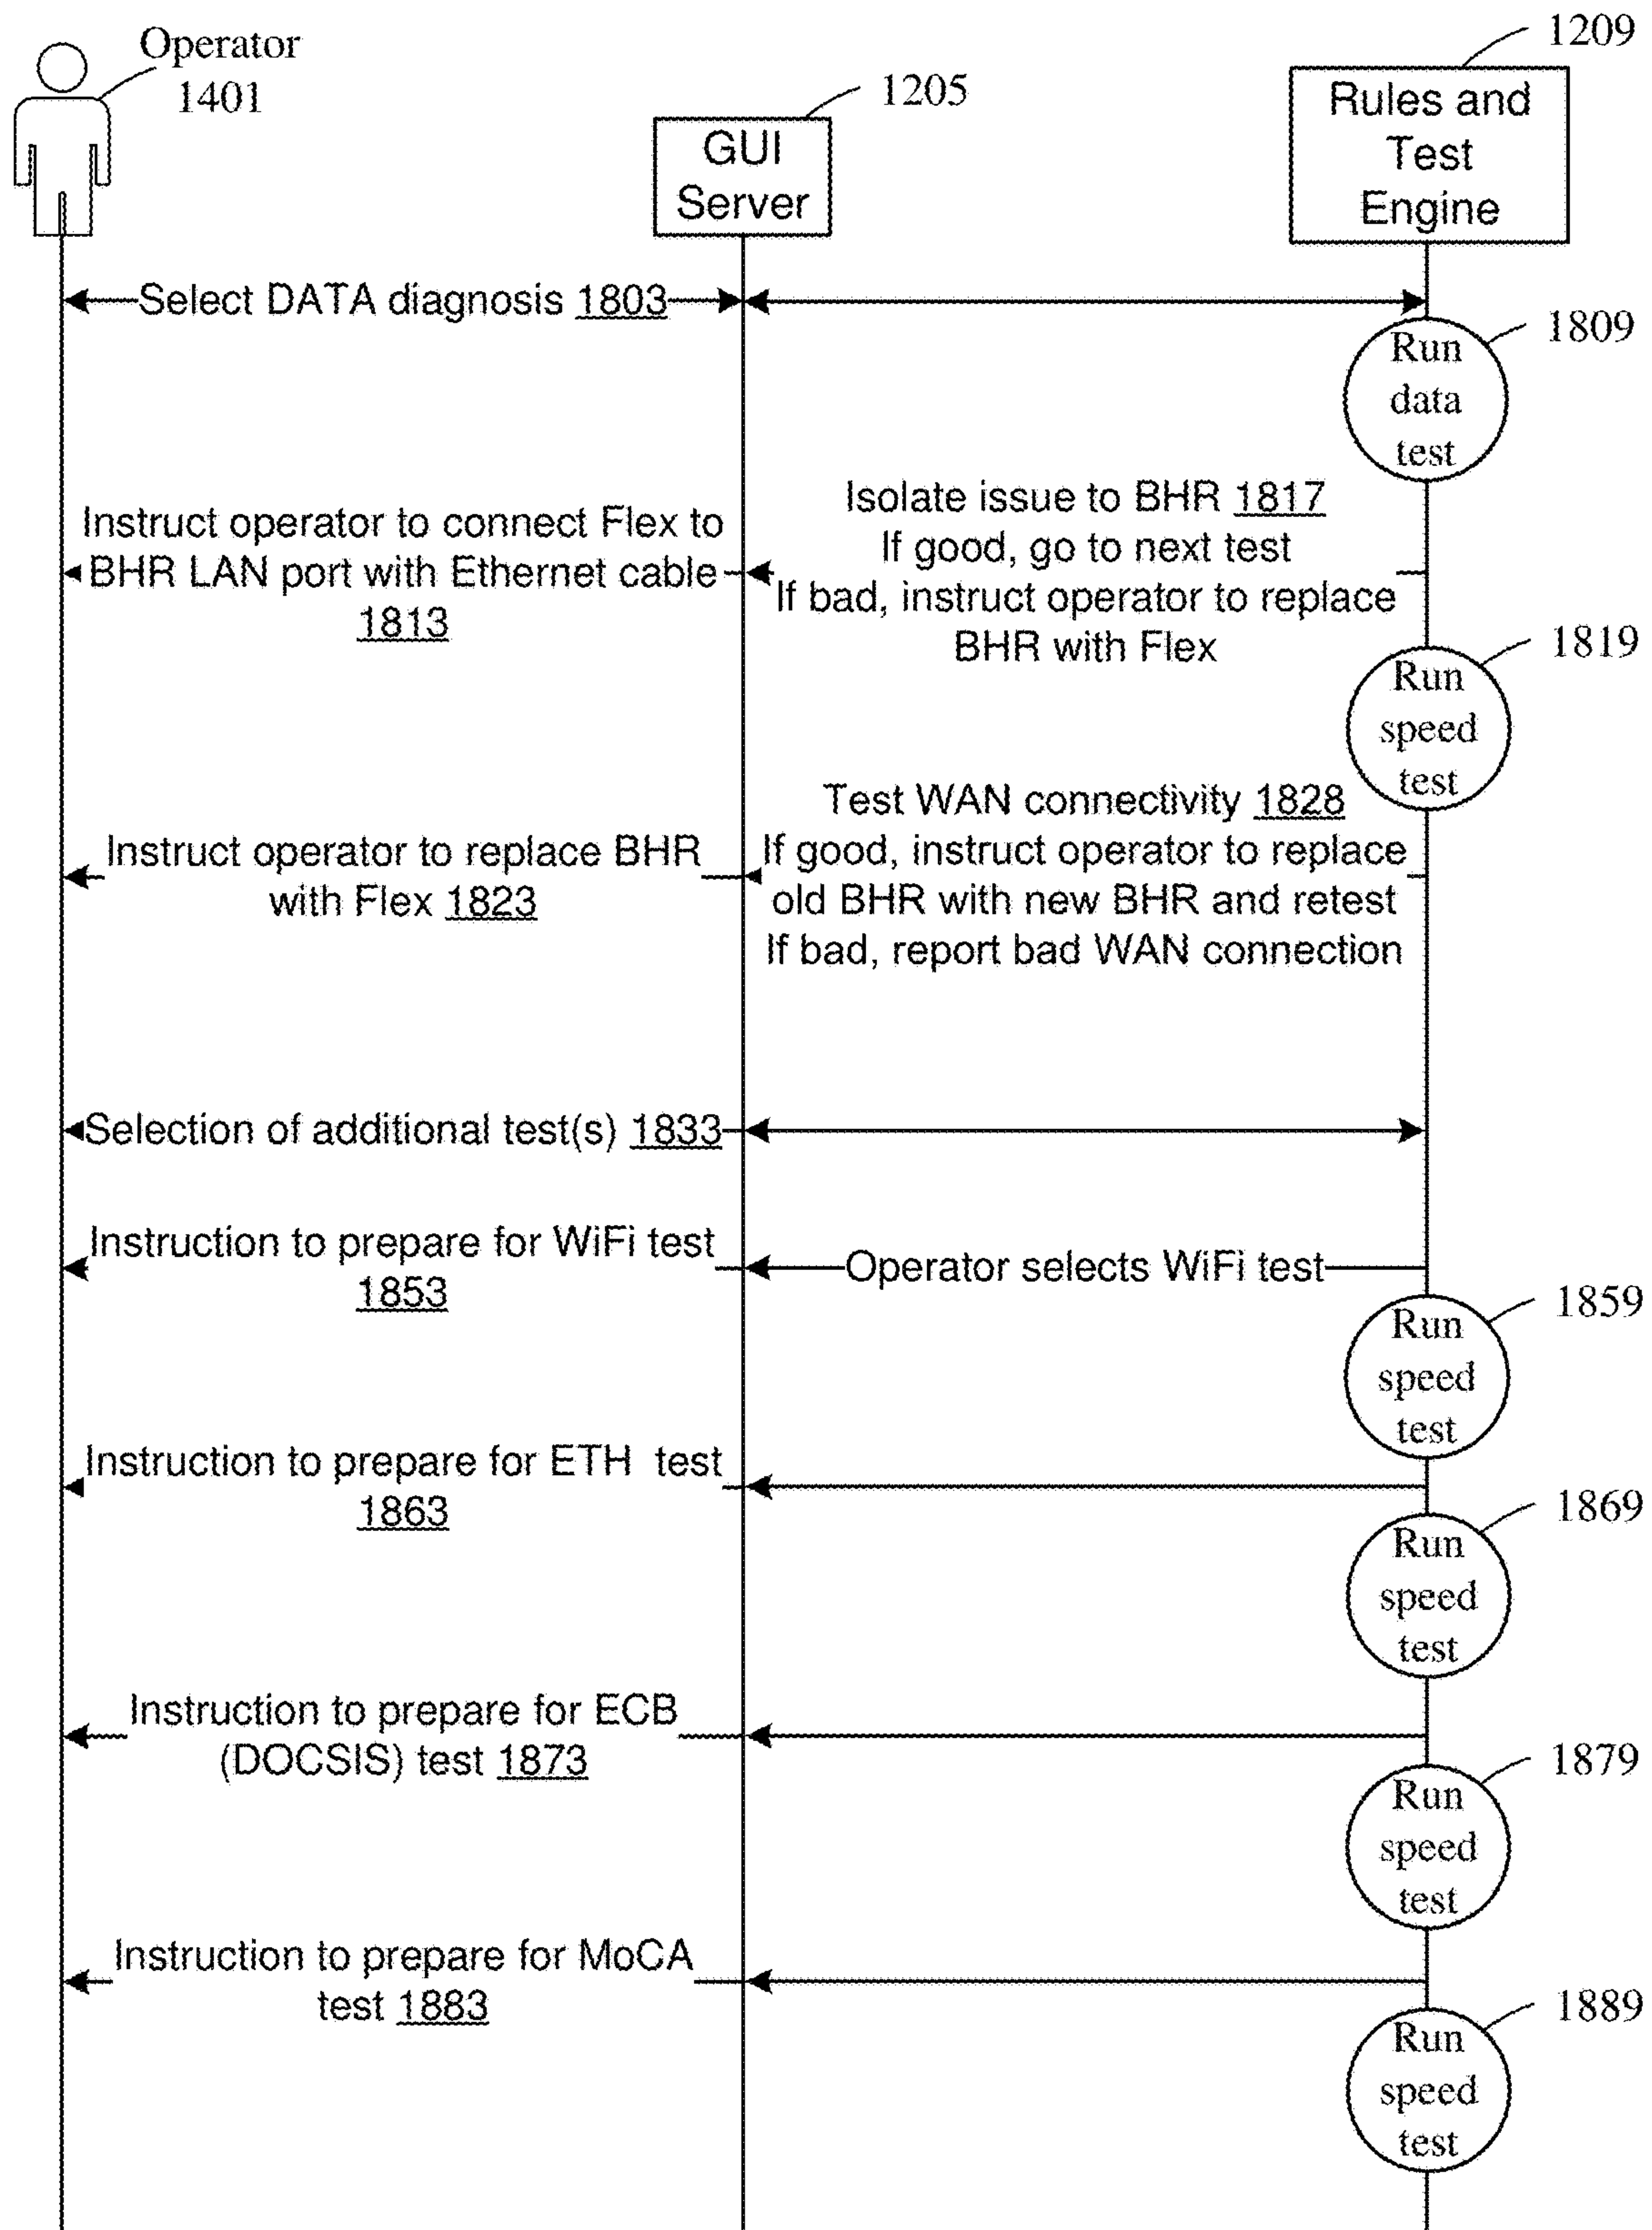 Operator
1401
1205
GUI
Server
1209
Rules and
Test
Engine
Select DATA diagnosis 1803
1809
Run
data
test
Instruct operator to connect Flex to
BHR LAN port with Ethernet cable
1813
Isolate issue to BHR 1817
If good, go to next test
If bad, instruct operator to replace
BHR with Flex
1819
Run
speed
test
Instruct operator to replace BHR
with Flex 1823
Test WAN connectivity 1828
If good, instruct operator to replace
old BHR with new BHR and retest
If bad, report bad WAN connection
Selection of additional test(s) 1833
Instruction to prepare for WiFi test
1853
Operator selects WiFi test
1859
Run
speed
test
Instruction to prepare for ETH test
1863
1869
Run
speed
test
Instruction to prepare for ECB
(DOCSIS) test 1873
1879
Run
speed
test
Instruction to prepare for MoCA
test 1883
1889
Run
speed
test